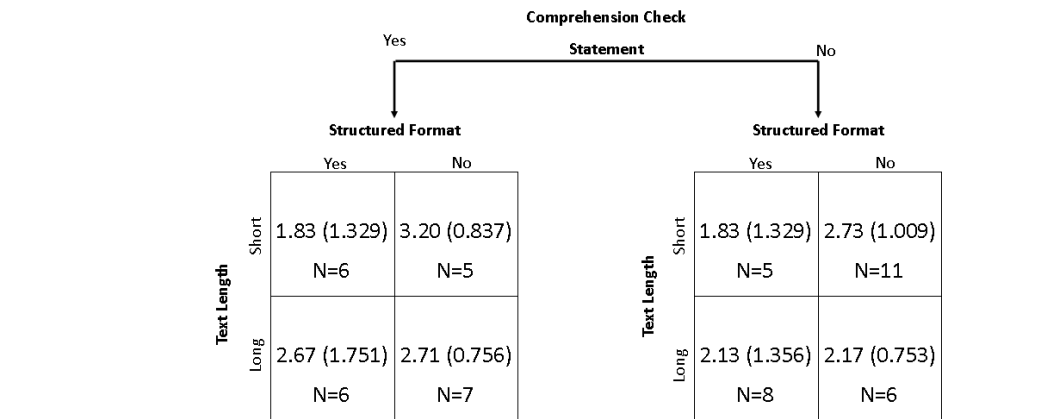 Comprehension Check
Yes
Statement
No
Structured Format
Structured Format
Yes
No
Yes
No
Text Length
Short
1.83 (1.329)
N=6
3.20 (0.837)
N=5
Long
2.67 (1.751)
N=6
2.71 (0.756)
N=7
Text Length
Short
1.83 (1.329)
N=5
2.73 (1.009)
N=11
Long
2.13 (1.356)
N=8
2.17 (0.753)
N=6